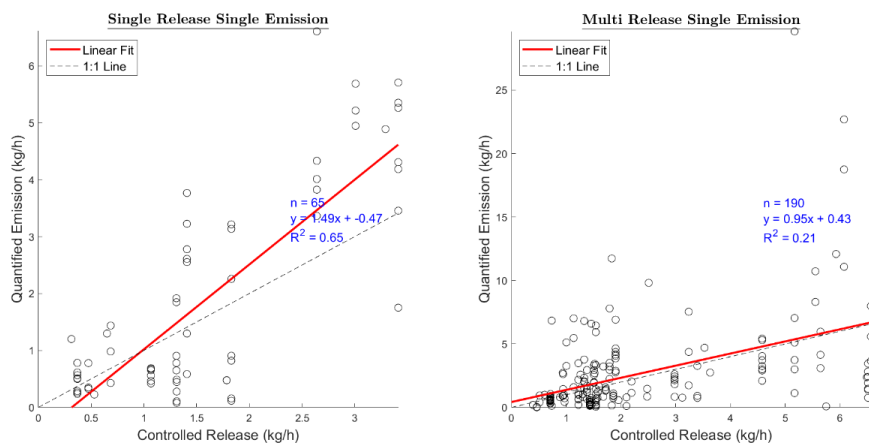 Single Release Single Emission
Linear Fit
1:1 Line
n = 65
y = 1.49x + -0.47
R² = 0.65
Quantified Emission (kg/h)
0
1
2
3
4
5
6
0
0.5
1
1.5
2
2.5
3
Controlled Release (kg/h)
Multi Release Single Emission
Linear Fit
1:1 Line
n = 190
y = 0.95x + 0.43
R² = 0.21
Quantified Emission (kg/h)
0
5
10
15
20
25
0
1
2
3
4
5
6
Controlled Release (kg/h)